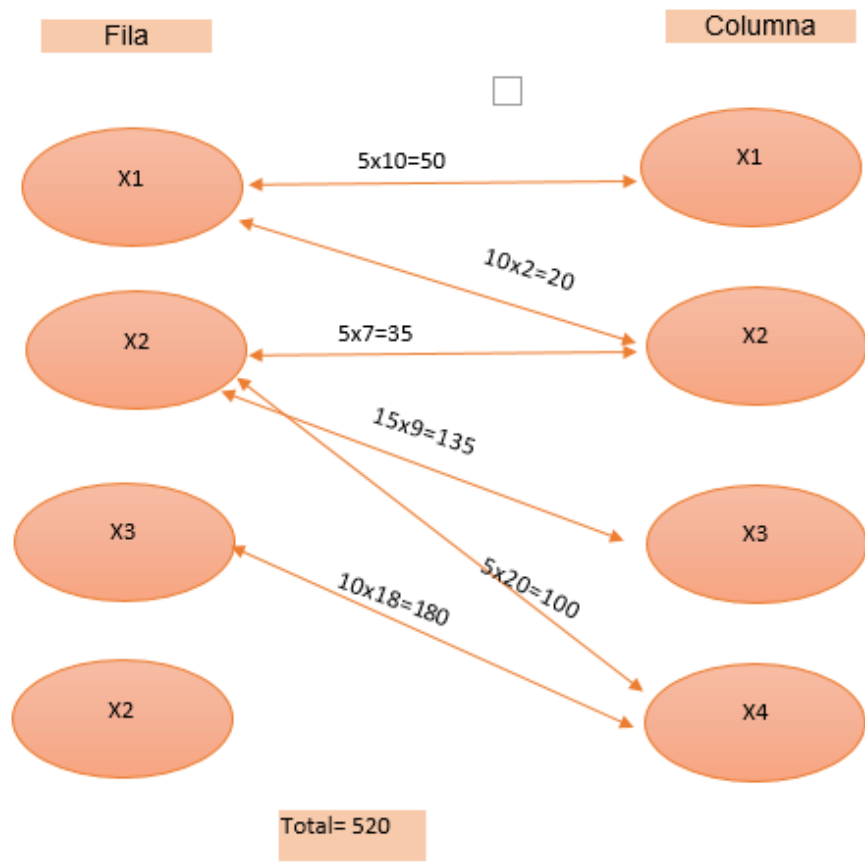 Fila
Columna
X1
5x10=50
X1
10x2=20
X2
5x7=35
X2
15x9=135
X3
10x18=180
5x20=100
X3
X2
X4
Total= 520